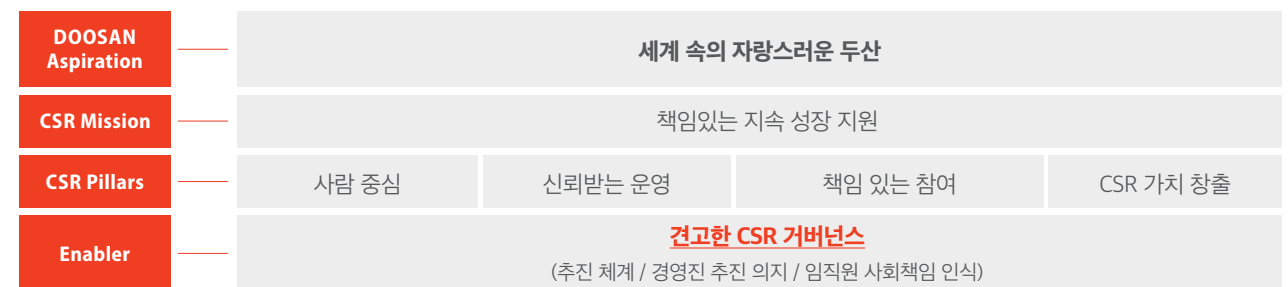 DOOSAN
Aspiration
세계 속의 자랑스러운 두산
CSR Mission
책임있는 지속 성장 지원
CSR Pillars
사람 중심
신뢰받는 운영
책임 있는 참여
CSR 가치 창출
Enabler
견고한 CSR 거버넌스
(추진 체계 / 경영진 추진 의지 / 임직원 사회책임 인식)